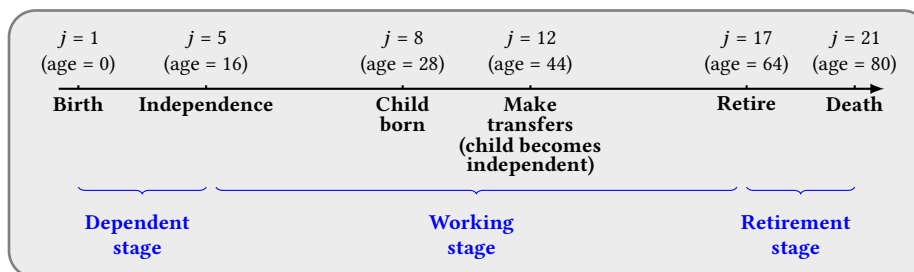 j = 1 j = 5 j = 8 j = 12 j = 17 j = 21
(age = 0) (age = 16) (age = 28) (age = 44) (age = 64) (age = 80)
Birth Independence Child Make Retire Death
born transfers
(child becomes
independent)
Dependent Working Retirement
stage stage stage